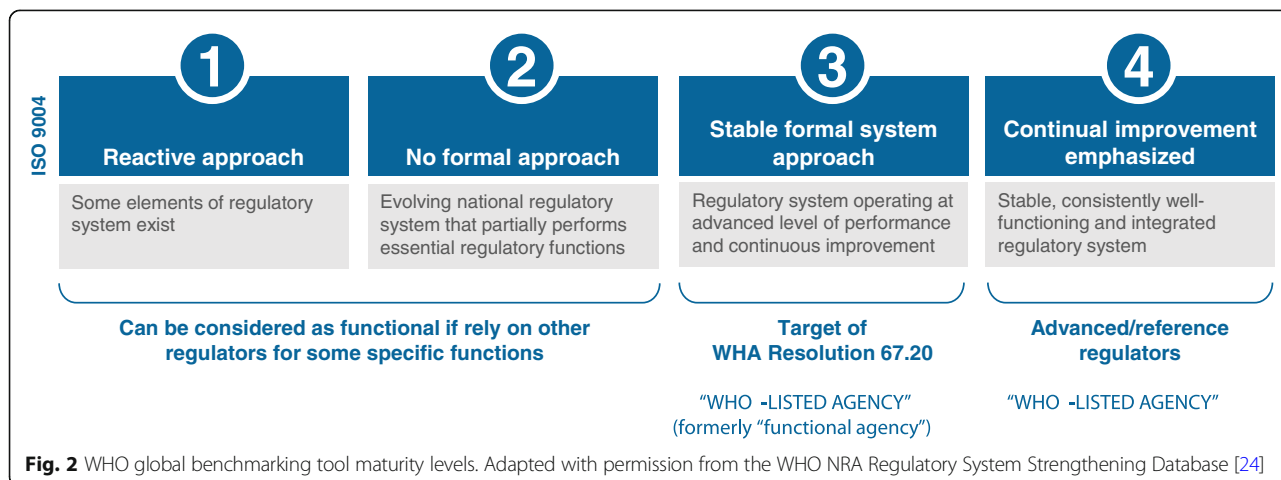 ISO 9004
1
Reactive approach
Some elements of regulatory
system exist
2
No formal approach
Evolving national regulatory
system that partially performs
essential regulatory functions
3
Stable formal system
approach
Regulatory system operating at
advanced level of performance
and continuous improvement
4
Continual improvement
emphasized
Stable, consistently well-
functioning and integrated
regulatory system
Can be considered as functional if rely on other
regulators for some specific functions
Target of
WHA Resolution 67.20
"WHO -LISTED AGENCY"
(formerly "functional agency")
Advanced/reference
regulators
"WHO -LISTED AGENCY"
Fig. 2 WHO global benchmarking tool maturity levels. Adapted with permission from the WHO NRA Regulatory System Strengthening Database [24]